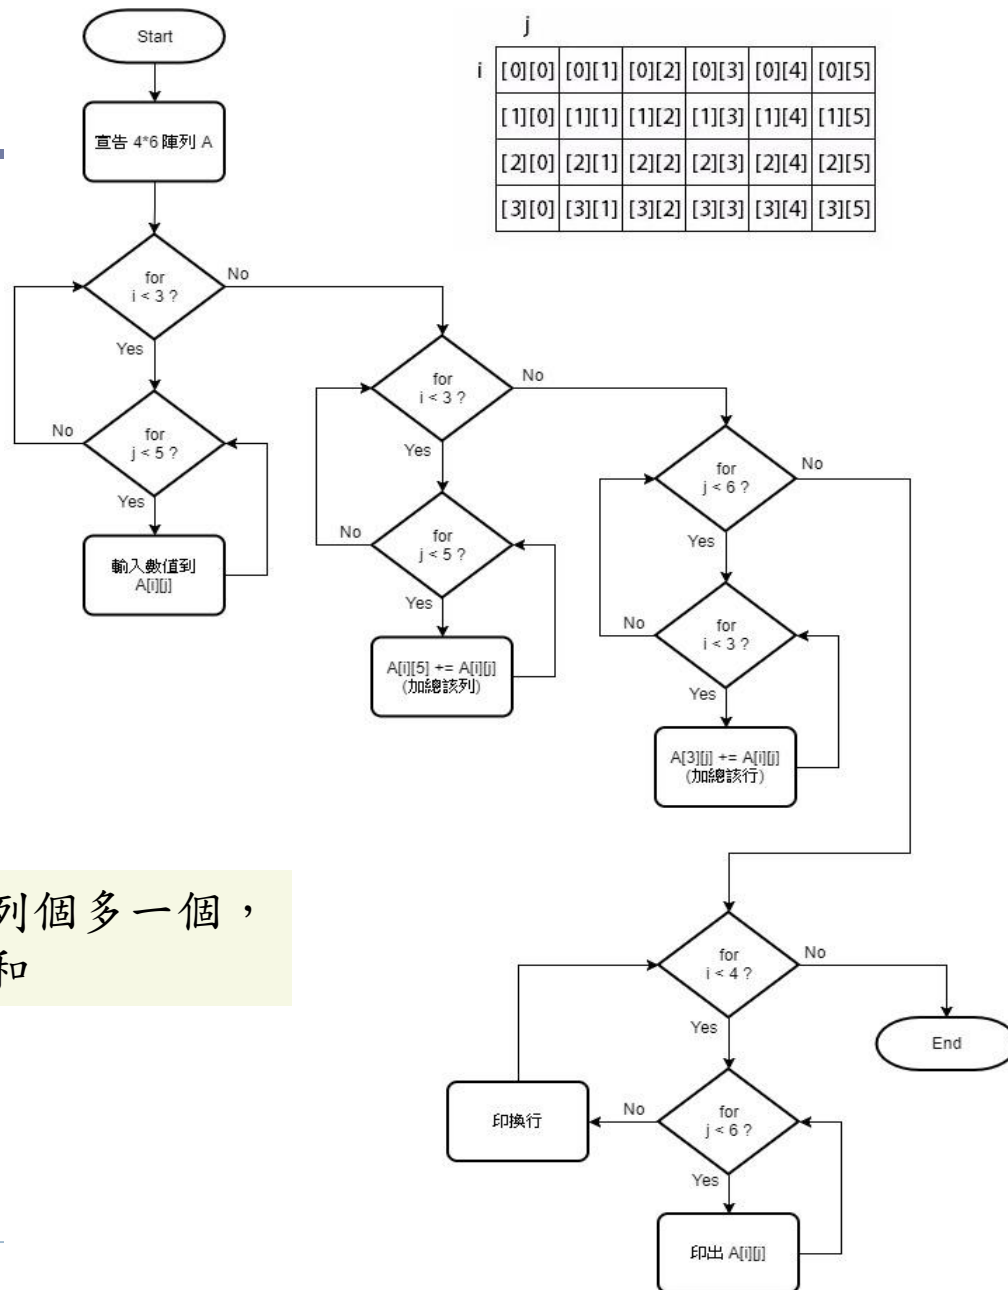 Start
宣告 4*6 陣列 A
for
i < 3 ?
Yes
No
for
j < 5 ?
No
Yes
輸入數值到
A[i][j]
j
i
[0][0] [0][1] [0][2] [0][3] [0][4] [0][5]
[1][0] [1][1] [1][2] [1][3] [1][4] [1][5]
[2][0] [2][1] [2][2] [2][3] [2][4] [2][5]
[3][0] [3][1] [3][2] [3][3] [3][4] [3][5]
for
i < 3 ?
No
Yes
for
j < 5 ?
No
Yes
A[i][5] += A[i][j]
(加總該列)
for
j < 6 ?
No
Yes
for
i < 3 ?
No
Yes
A[3][j] += A[i][j]
(加總該行)
列個多一個，
和
for
i < 4 ?
No
Yes
End
for
j < 6 ?
No
Yes
印換行
印出 A[i][j]